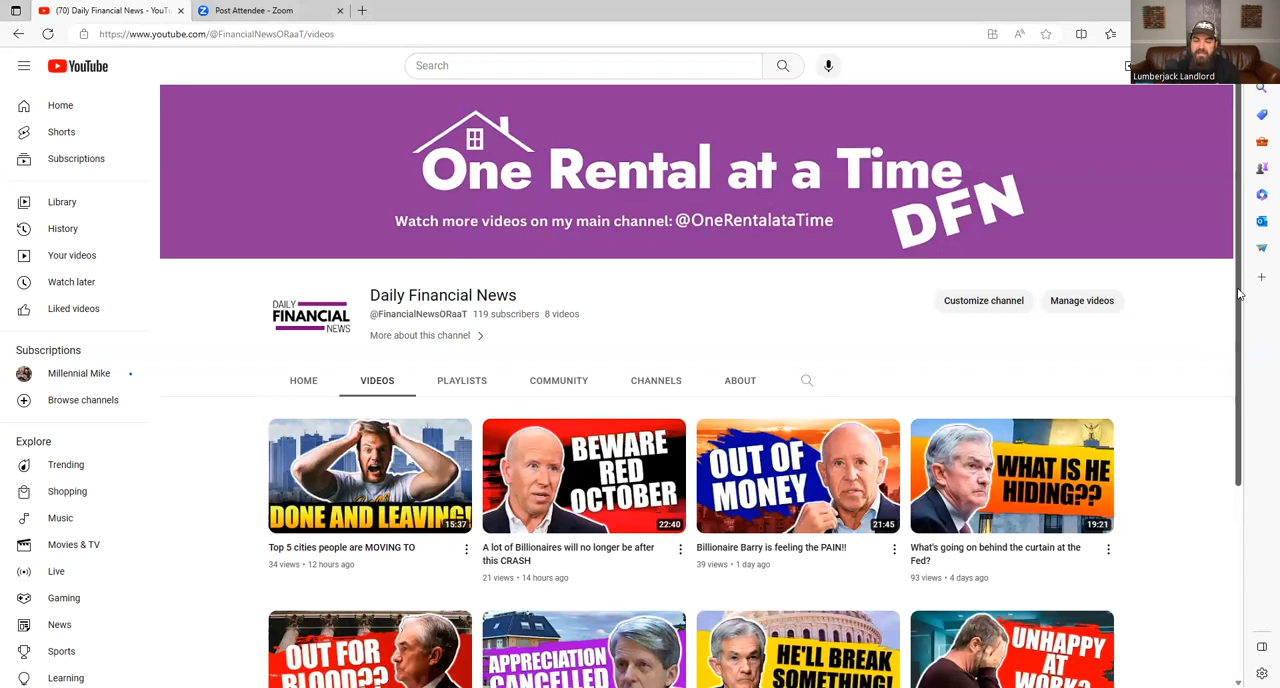 (70) Daily Financial News - YouTu
Post Attendee - Zoom
https://www.youtube.com/@FinancialNewsORaaT/videos
Lumberjack Landlord
YouTube
Search
Home
Shorts
Subscriptions
Library
History
Your videos
Watch later
Liked videos
Subscriptions
Millennial Mike
Browse channels
Explore
Trending
Shopping
Music
Movies & TV
Live
Gaming
News
Sports
Learning
One Rental at a Time
DFN
Watch more videos on my main channel: @OneRentalataTime
DAILY
FINANCIAL
NEWS
Daily Financial News
@FinancialNewsORaaT 119 subscribers 8 videos
More about this channel
Customize channel
Manage videos
HOME
VIDEOS
PLAYLISTS
COMMUNITY
CHANNELS
ABOUT
DONE AND LEAVING!
15:37
Top 5 cities people are MOVING TO
34 views • 12 hours ago
BEWARE
RED
OCTOBER
22:40
A lot of Billionaires will no longer be after
this CRASH
21 views • 14 hours ago
OUT OF
MONEY
21:45
Billionaire Barry is feeling the PAIN!!
39 views • 1 day ago
WHAT IS HE
HIDING??
19:21
What's going on behind the curtain at the
Fed?
93 views • 4 days ago
OUT FOR
BLOOD??
APPRECIATION
CANCELLED
HE'LL BREAK
SOMETHING!
UNHAPPY
AT
WORK?